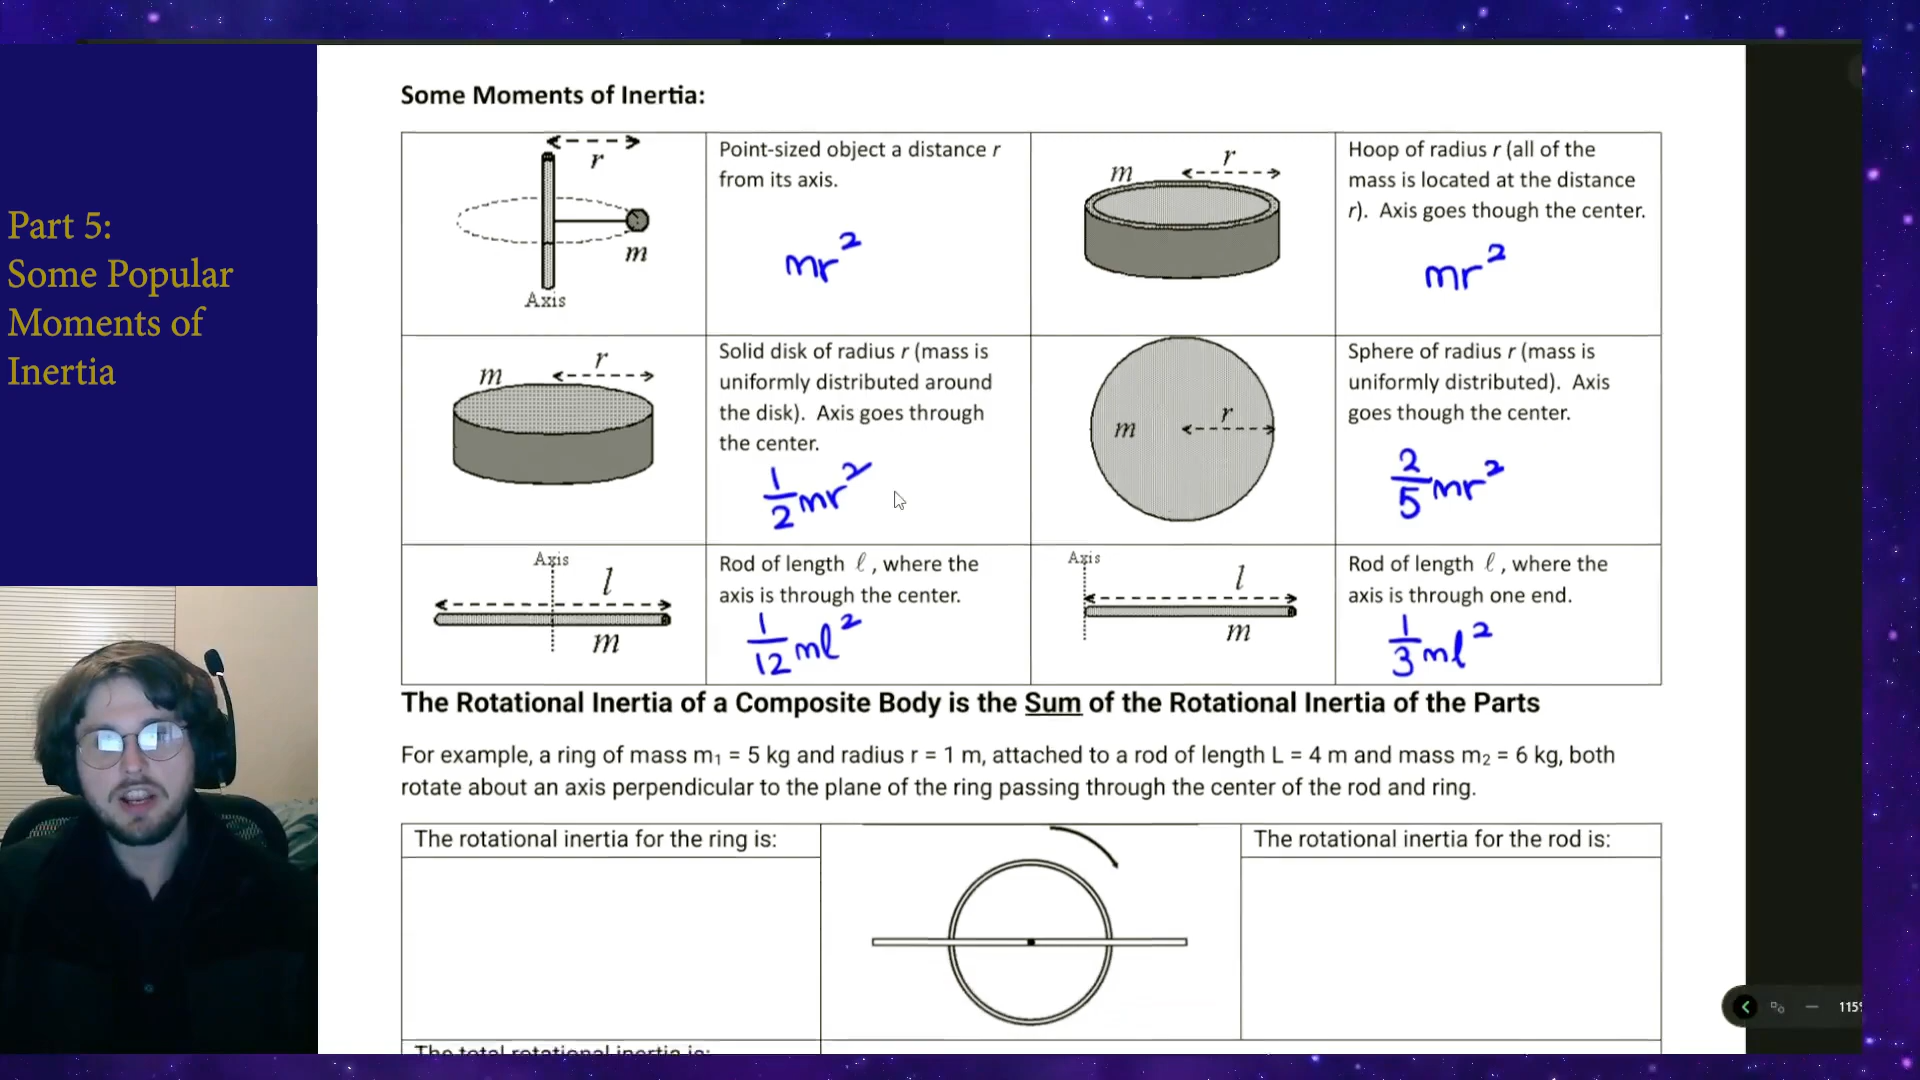 Part 5:
Some Popular
Moments of
Inertia
Some Moments of Inertia:
r
m
Axis
Point-sized object a distance r
from its axis.
mr²
m
r
Hoop of radius r (all of the
mass is located at the distance
r). Axis goes though the center.
mr²
m
r
Solid disk of radius r (mass is
uniformly distributed around
the disk). Axis goes through
the center.
1/2 mr²
m
r
Sphere of radius r (mass is
uniformly distributed). Axis
goes though the center.
2/5 mr²
Axis
l
m
Rod of length ℓ, where the
axis is through the center.
1/12 ml²
Axis
l
m
Rod of length ℓ, where the
axis is through one end.
1/3 ml²
The Rotational Inertia of a Composite Body is the Sum of the Rotational Inertia of the Parts
For example, a ring of mass m₁ = 5 kg and radius r = 1 m, attached to a rod of length L = 4 m and mass m₂ = 6 kg, both
rotate about an axis perpendicular to the plane of the ring passing through the center of the rod and ring.
The rotational inertia for the ring is:
The rotational inertia for the rod is:
The total rotational inertia is:
115